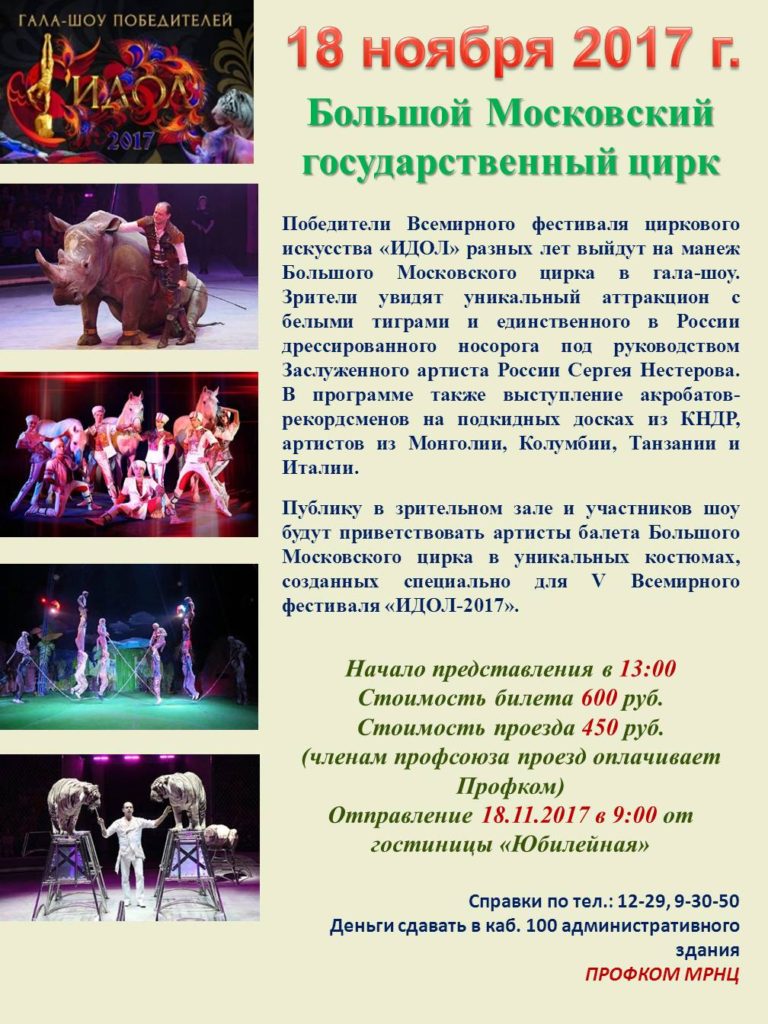 ГАЛА-ШОУ ПОБЕДИТЕЛЕЙ
ИДОЛ
2017
18 ноября 2017 г.
Большой Московский
государственный цирк
Победители Всемирного фестиваля циркового
искусства «ИДОЛ» разных лет выйдут на манеж
Большого Московского цирка в гала-шоу.
Зрители увидят уникальный аттракцион с
белыми тиграми и единственного в России
дрессированного носорога под руководством
Заслуженного артиста России Сергея Нестерова.
В программе также выступление акробатов-
рекордсменов на подкидных досках из КНДР,
артистов из Монголии, Колумбии, Танзании и
Италии.
Публику в зрительном зале и участников шоу
будут приветствовать артисты балета Большого
Московского цирка в уникальных костюмах,
созданных специально для V Всемирного
фестиваля «ИДОЛ-2017».
Начало представления в 13:00
Стоимость билета 600 руб.
Стоимость проезда 450 руб.
(членам профсоюза проезд оплачивает
Профком)
Отправление 18.11.2017 в 9:00 от
гостиницы «Юбилейная»
Справки по тел.: 12-29, 9-30-50
Деньги сдавать в каб. 100 административного
здания
ПРОФКОМ МРНЦ